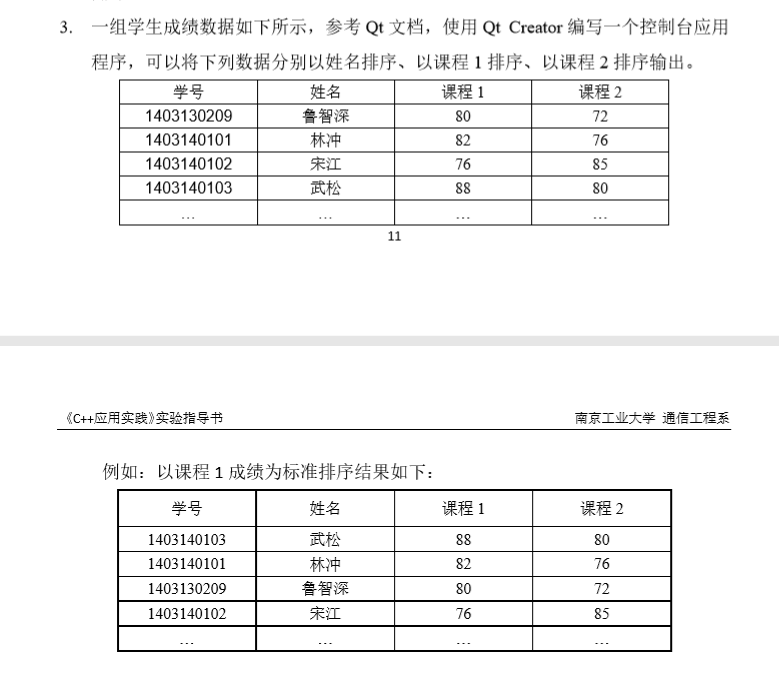 3. 一组学生成绩数据如下所示，参考 Qt 文档，使用 Qt Creator 编写一个控制台应用
程序，可以将下列数据分别以姓名排序、以课程 1 排序、以课程 2 排序输出。
学号 姓名 课程 1 课程 2
1403130209 鲁智深 80 72
1403140101 林冲 82 76
1403140102 宋江 76 85
1403140103 武松 88 80
… … … …
11
《C++应用实践》实验指导书 南京工业大学 通信工程系
例如：以课程 1 成绩为标准排序结果如下：
学号 姓名 课程 1 课程 2
1403140103 武松 88 80
1403140101 林冲 82 76
1403130209 鲁智深 80 72
1403140102 宋江 76 85
… … … …